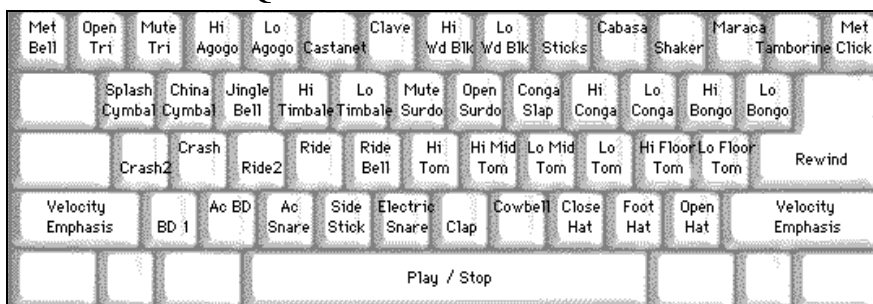 Met Bell Open Tri Mute Tri Hi Agogo Lo Agogo Castanet Clave Hi Wd Blk Lo Wd Blk Sticks Cabasa Shaker Maraca Tamborine Met Click
Splash Cymbal China Cymbal Jingle Bell Hi Timbale Lo Timbale Mute Surdo Open Surdo Conga Slap Hi Conga Lo Conga Hi Bongo Lo Bongo
Crash2 Crash Ride2 Ride Ride Bell Hi Tom Hi Mid Tom Lo Mid Tom Lo Tom Hi Floor Tom Lo Floor Tom Rewind
Velocity Emphasis BD 1 Ac BD Ac Snare Side Stick Electric Snare Clap Cowbell Close Hat Foot Hat Open Hat Velocity Emphasis
Play / Stop